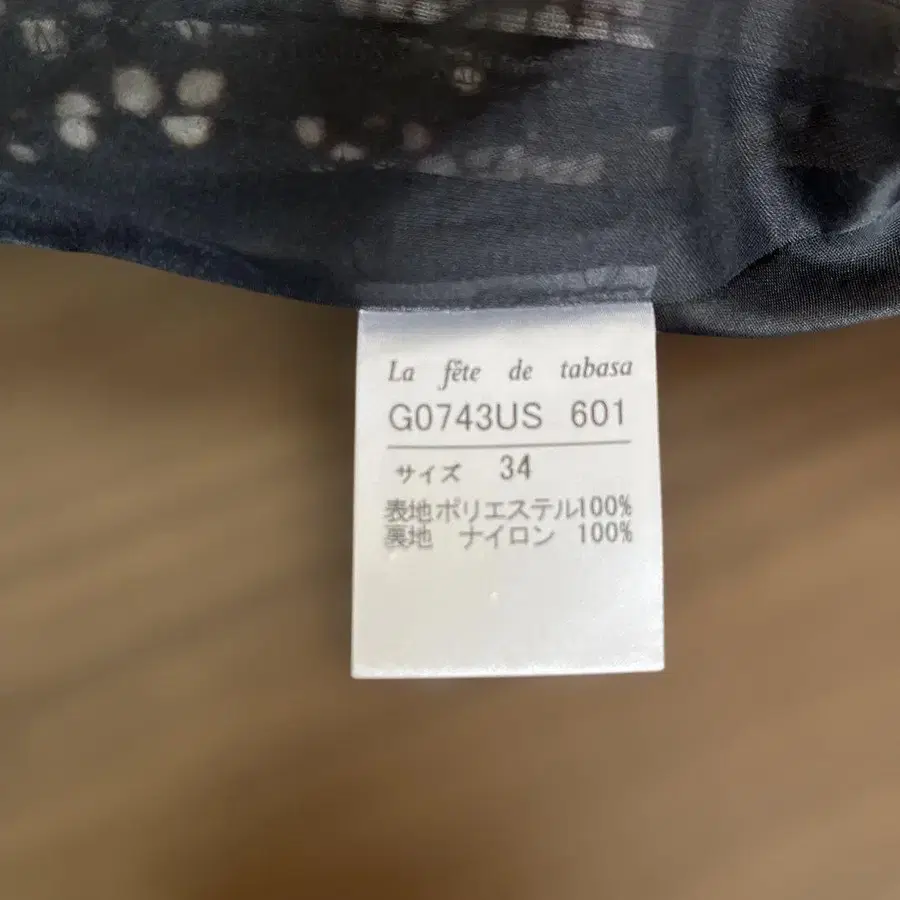 La fête de tabasa
G0743US 601
サイズ 34
表地ポリエステル100%
裏地 ナイロン 100%